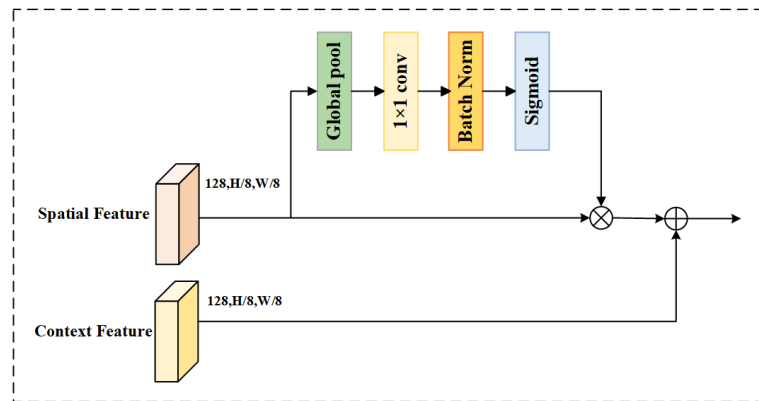 Global pool
1×1 conv
Batch Norm
Sigmoid
128,H/8,W/8
Spatial Feature
128,H/8,W/8
Context Feature